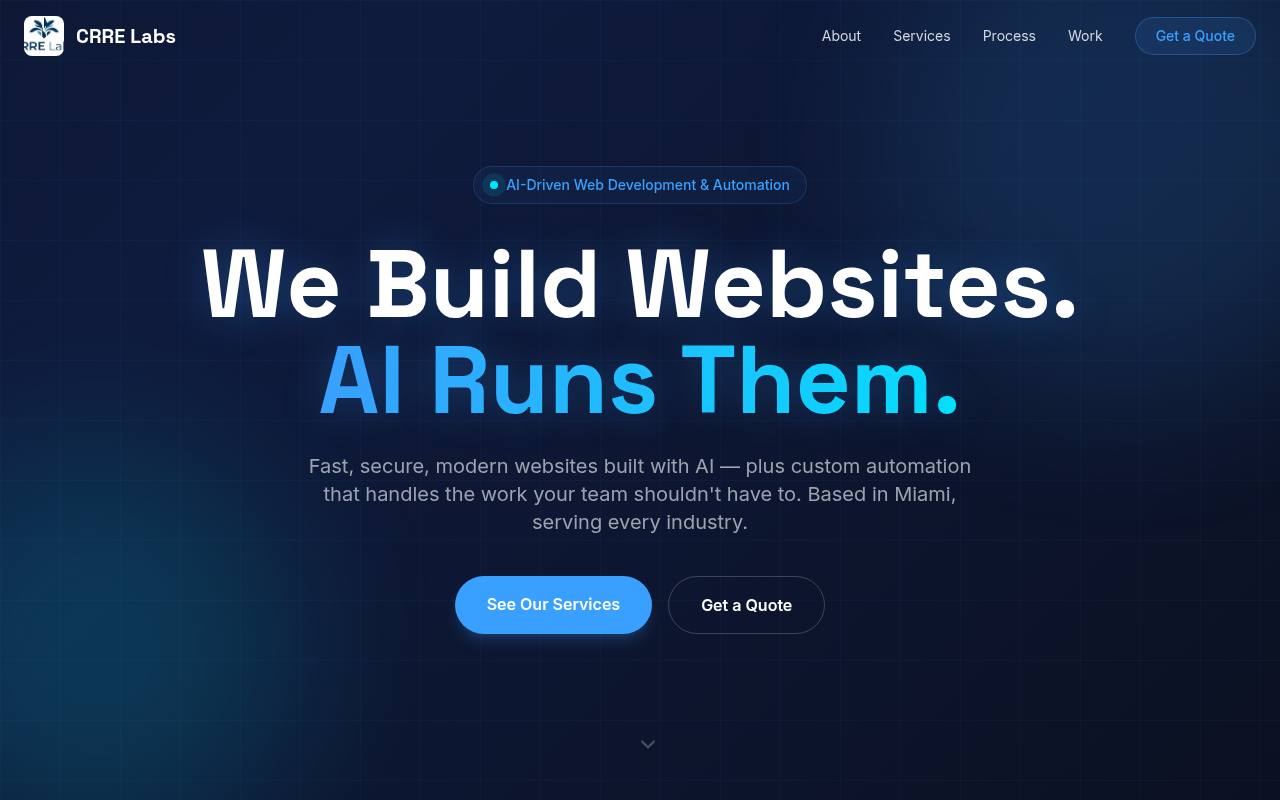 RRE La
CRRE Labs
About
Services
Process
Work
Get a Quote
AI-Driven Web Development & Automation
We Build Websites.
AI Runs Them.
Fast, secure, modern websites built with AI — plus custom automation
that handles the work your team shouldn't have to. Based in Miami,
serving every industry.
See Our Services
Get a Quote